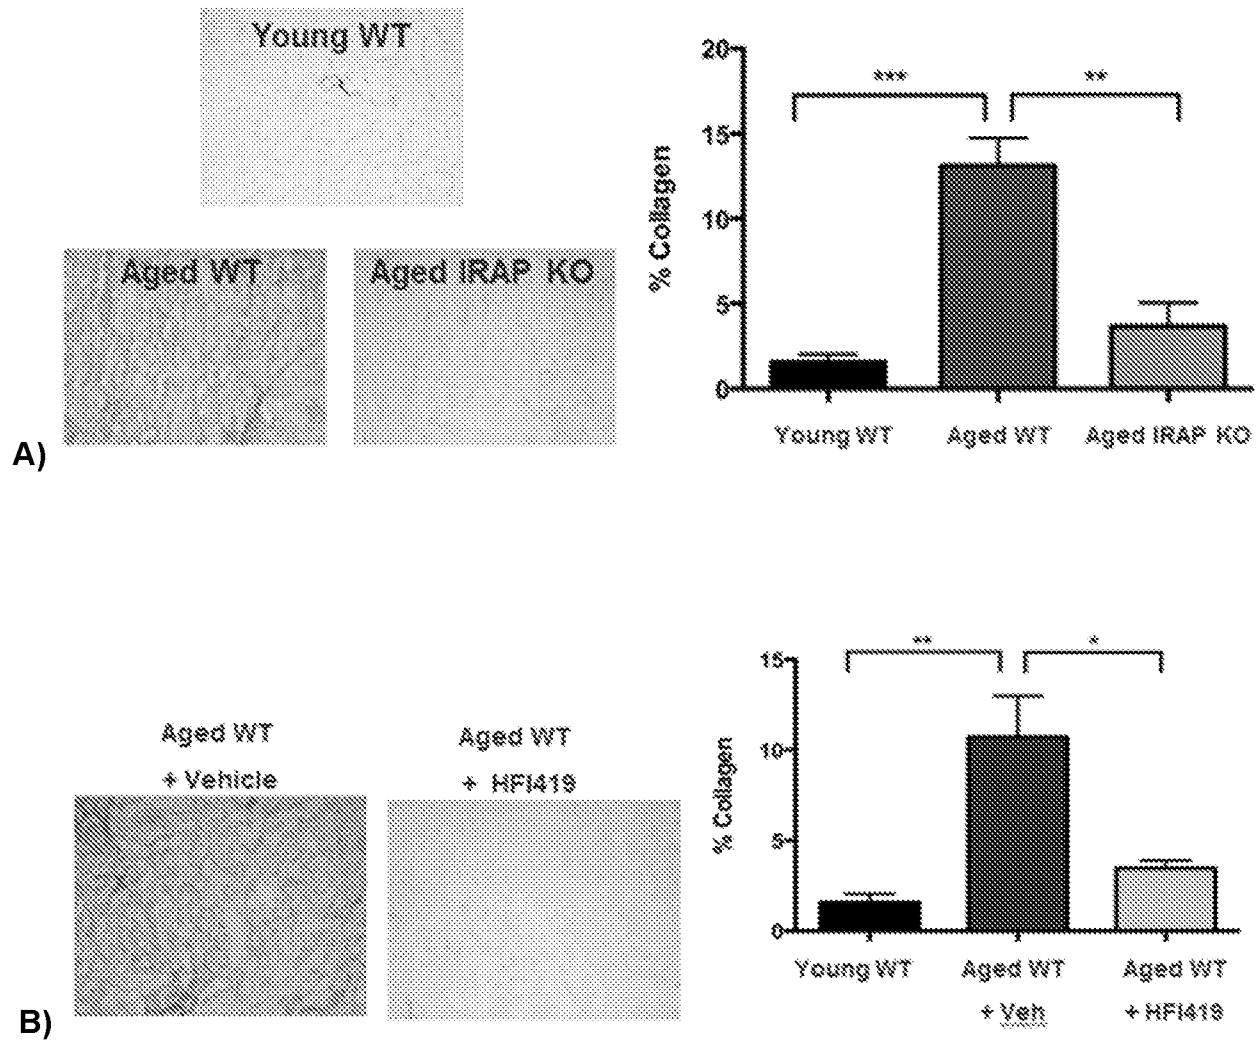 Young WT
Aged WT
Aged IRAP KO
A)
20
15
10
5
0
% Collagen
***
**
Young WT
Aged WT
Aged IRAP KO
Aged WT
+ Vehicle
Aged WT
+ HFI419
B)
15
10
5
0
% Collagen
**
*
Young WT
Aged WT
+ Veh
Aged WT
+ HFI419